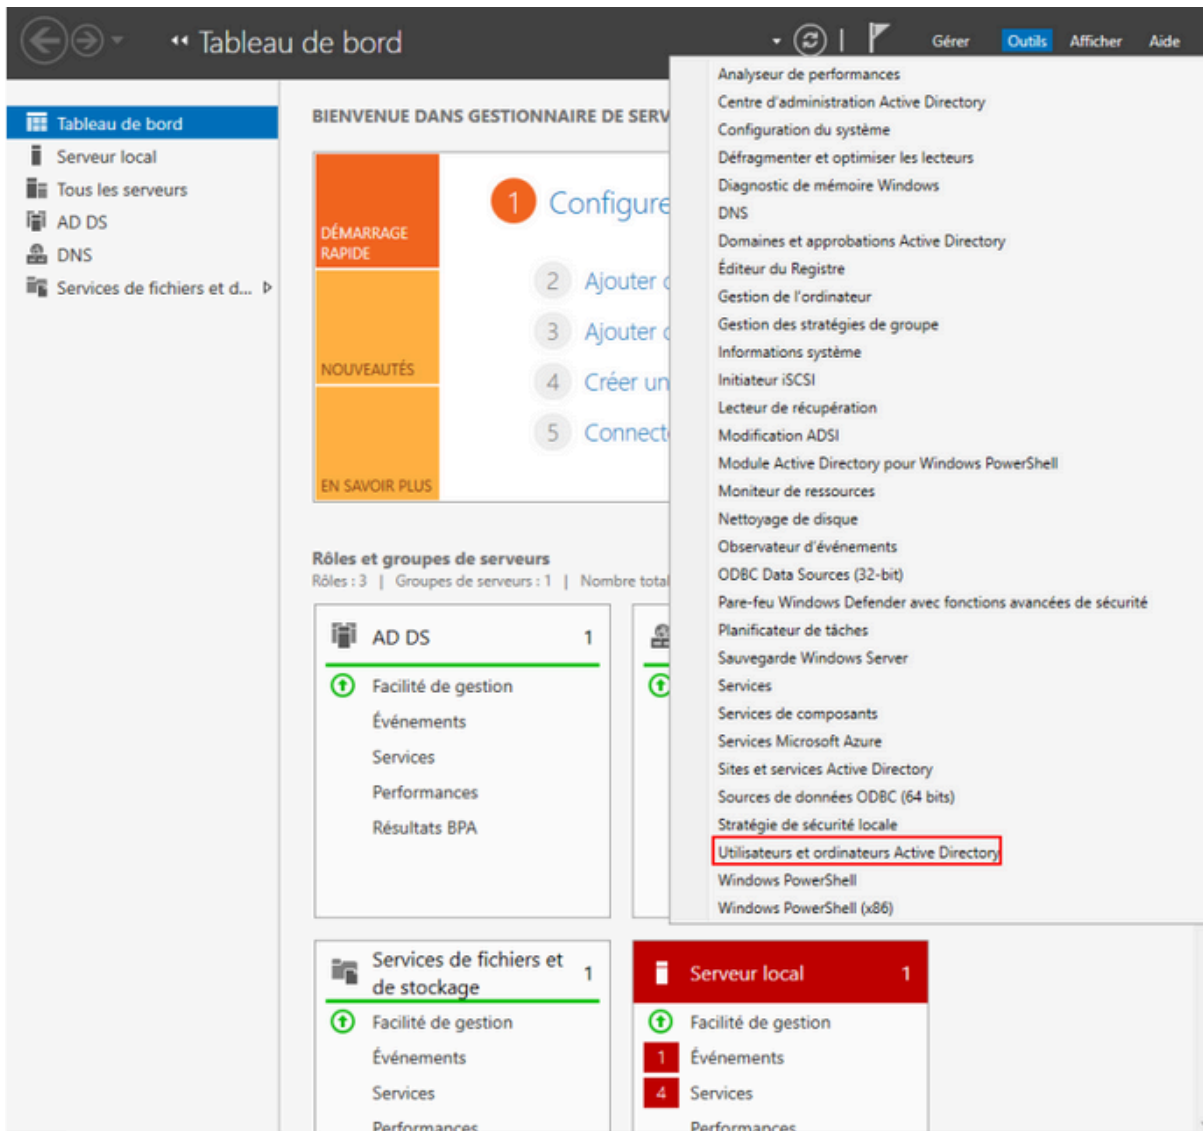 Tableau de bord
Gérer Outils Afficher Aide
Tableau de bord
Serveur local
Tous les serveurs
AD DS
DNS
Services de fichiers et d...
BIENVENUE DANS GESTIONNAIRE DE SERV
DÉMARRAGE
RAPIDE
NOUVEAUTÉS
EN SAVOIR PLUS
1 Configure
2 Ajouter
3 Ajouter
4 Créer un
5 Connect
Analyseur de performances
Centre d'administration Active Directory
Configuration du système
Défragmenter et optimiser les lecteurs
Diagnostic de mémoire Windows
DNS
Domaines et approbations Active Directory
Éditeur du Registre
Gestion de l'ordinateur
Gestion des stratégies de groupe
Informations système
Initiateur iSCSI
Lecteur de récupération
Modification ADSI
Module Active Directory pour Windows PowerShell
Moniteur de ressources
Nettoyage de disque
Observateur d'événements
ODBC Data Sources (32-bit)
Pare-feu Windows Defender avec fonctions avancées de sécurité
Planificateur de tâches
Sauvegarde Windows Server
Services
Services de composants
Services Microsoft Azure
Sites et services Active Directory
Sources de données ODBC (64 bits)
Stratégie de sécurité locale
Utilisateurs et ordinateurs Active Directory
Windows PowerShell
Windows PowerShell (x86)
Rôles et groupes de serveurs
Rôles : 3 | Groupes de serveurs : 1 | Nombre total
AD DS 1
Facilité de gestion
Événements
Services
Performances
Résultats BPA
Services de fichiers et
de stockage 1
Facilité de gestion
Événements
Services
Performances
Serveur local 1
Facilité de gestion
1 Événements
4 Services
Performances